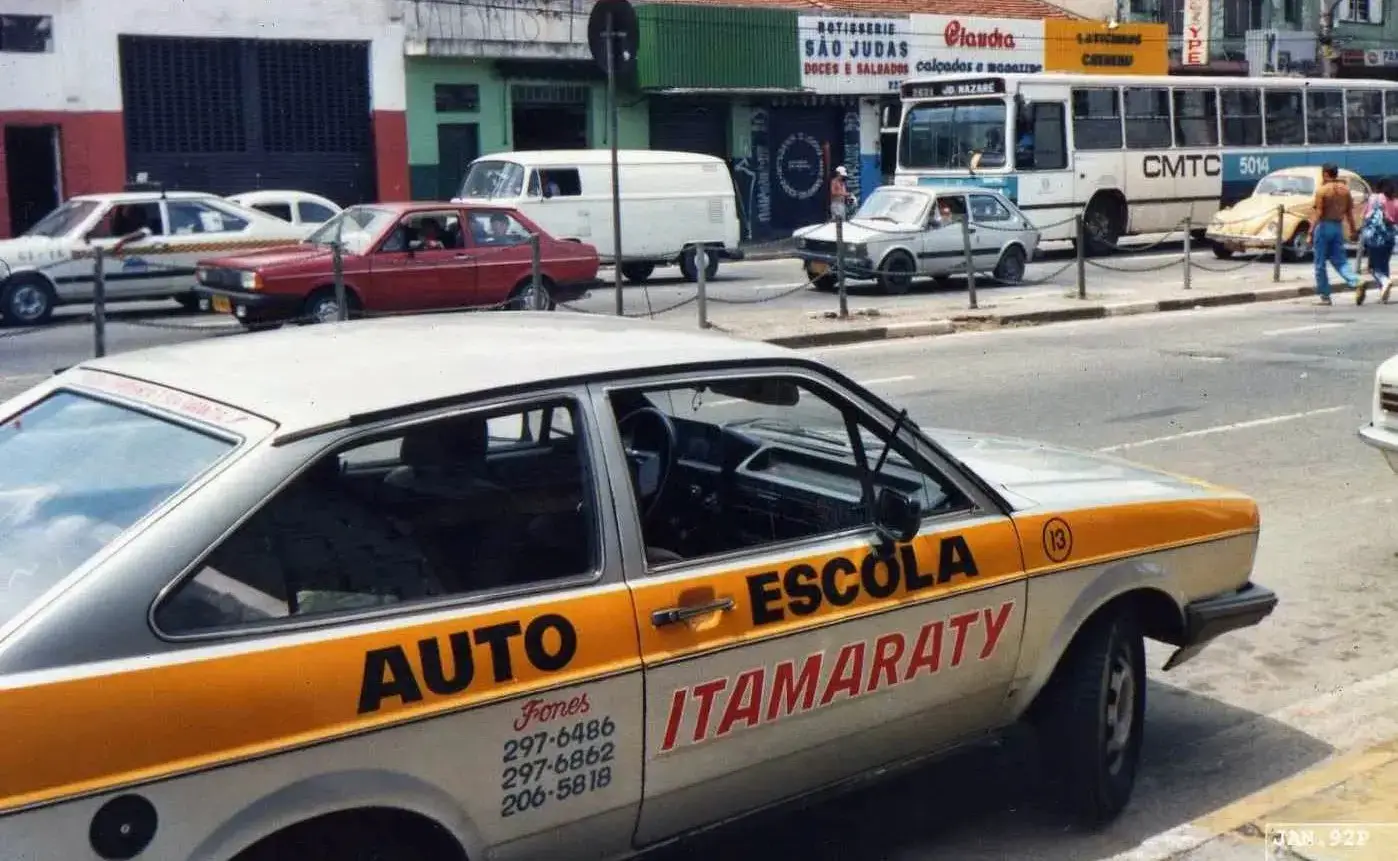 ROTISSERIE
SÃO JUDAS
DOCES E SALGADOS
Claudia
calçados e magazine
JD. NAZARÉ
CMTC
5014
AUTO ESCOLA
13
ITAMARATY
Fones
297-6486
297-6862
206-5818
JAN.92P